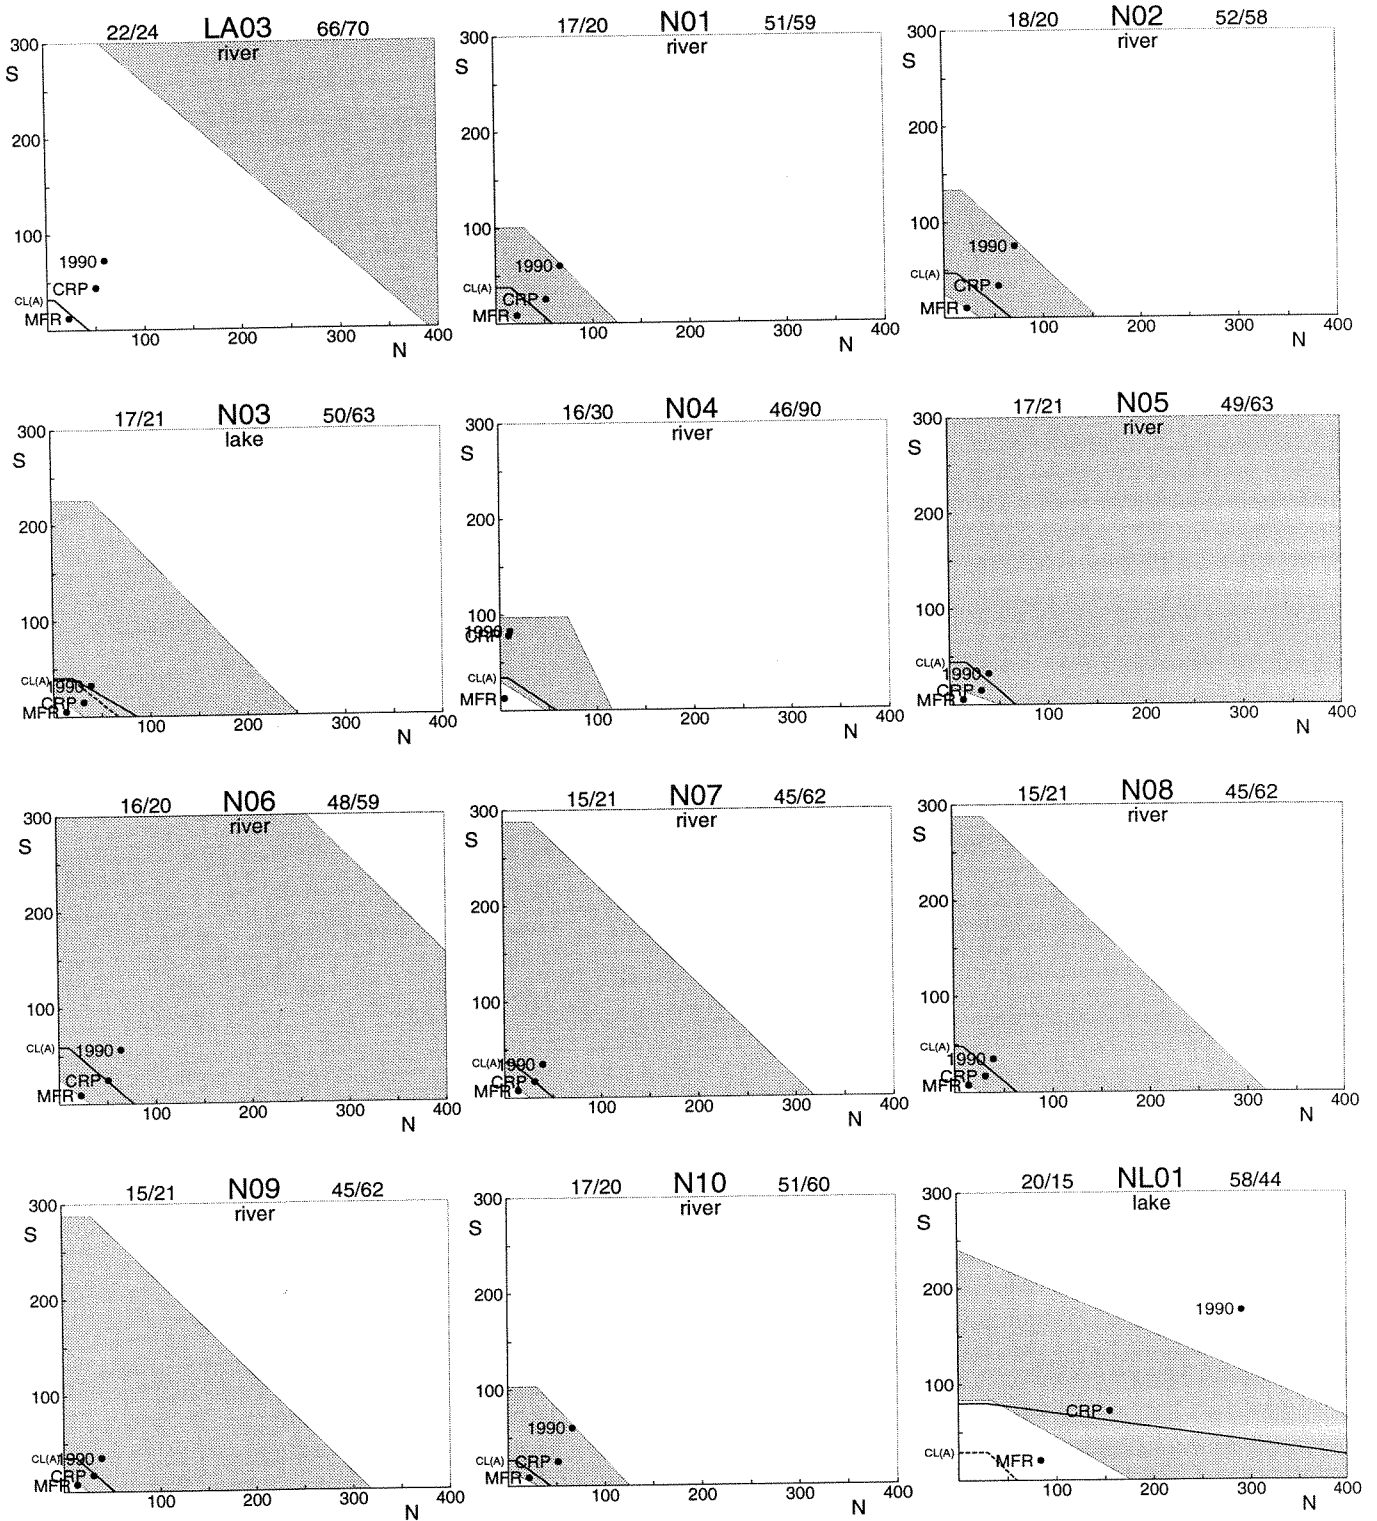 22/24 LA03 66/70
river
300
S
200
100
1990
CRP
CL(A)
MFR
100 200 300 400
N
17/20 N01 51/59
river
300
S
200
100
1990
CL(A)
CRP
MFR
100 200 300 400
N
18/20 N02 52/58
river
300
S
200
100
1990
CL(A)
CRP
MFR
100 200 300 400
N
17/21 N03 50/63
lake
300
S
200
100
CL(A)
1990
CRP
MFR
100 200 300 400
N
16/30 N04 46/90
river
300
S
200
100
1990
CRP
CL(A)
MFR
100 200 300 400
N
17/21 N05 49/63
river
300
S
200
100
CL(A)
1990
CRP
MFR
100 200 300 400
N
16/20 N06 48/59
river
300
S
200
100
CL(A)
1990
CRP
MFR
100 200 300 400
N
15/21 N07 45/62
river
300
S
200
100
CL(A)
1990
CRP
MFR
100 200 300 400
N
15/21 N08 45/62
river
300
S
200
100
CL(A)
1990
CRP
MFR
100 200 300 400
N
15/21 N09 45/62
river
300
S
200
100
CL(A)
1990
CRP
MFR
100 200 300 400
N
17/20 N10 51/60
river
300
S
200
100
1990
CL(A)
CRP
MFR
100 200 300 400
N
20/15 NL01 58/44
lake
300
S
200
1990
100
CRP
CL(A)
MFR
100 200 300 400
N